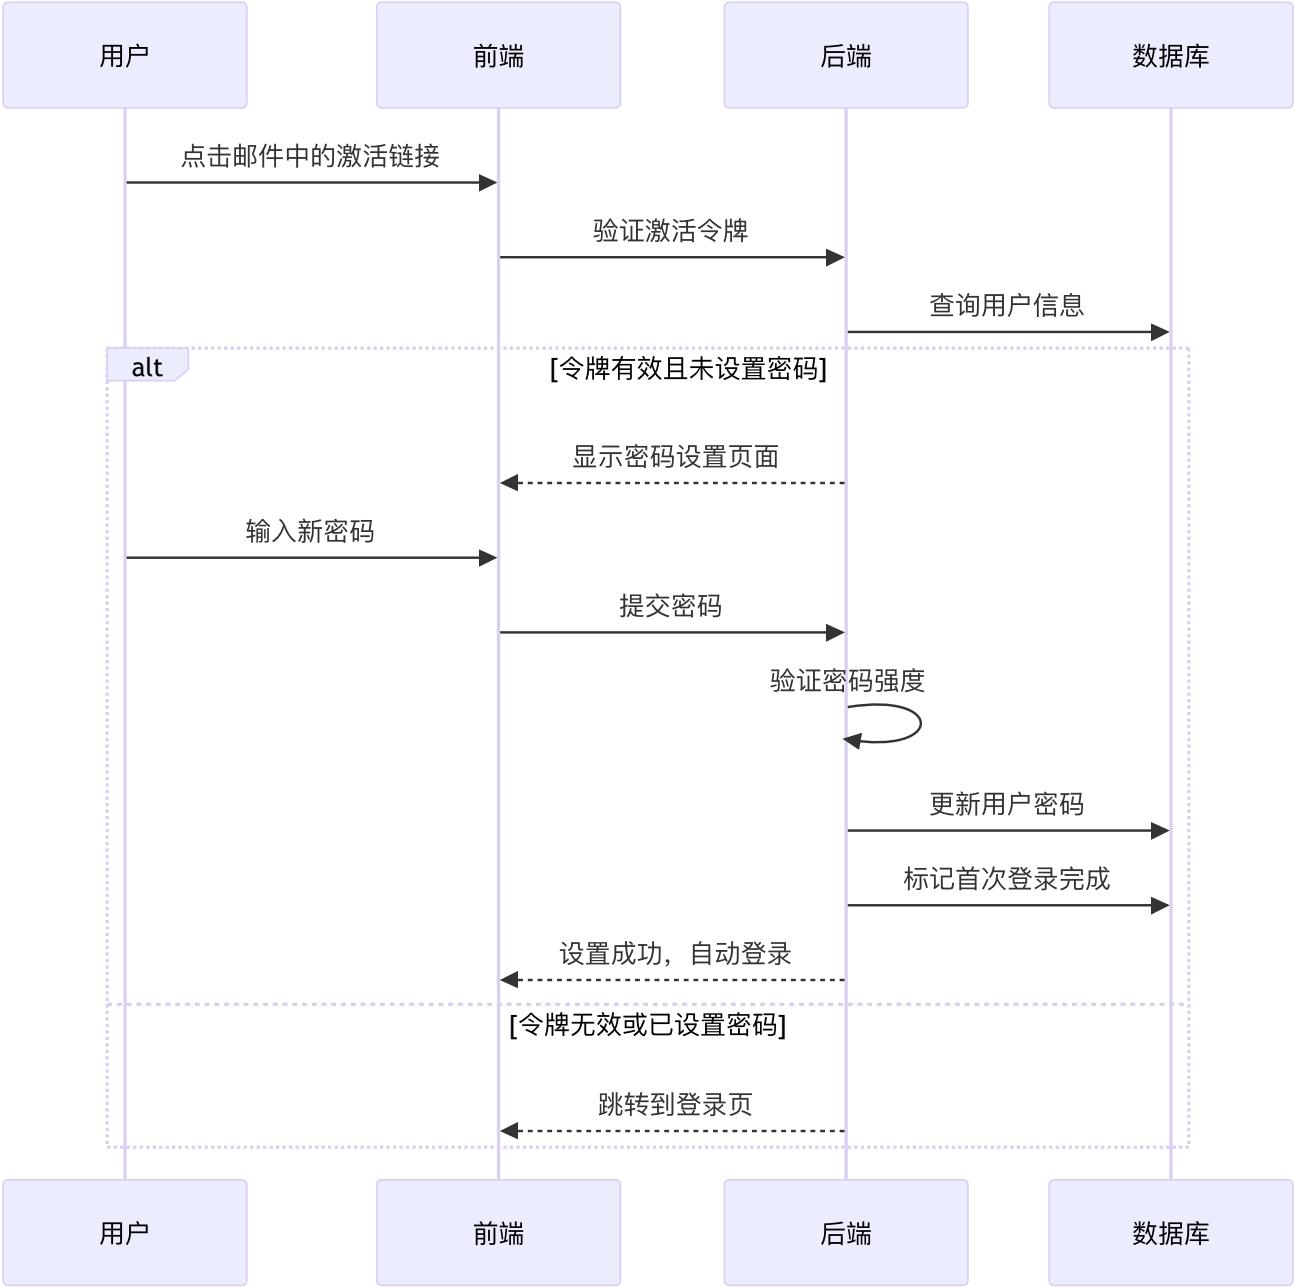 用户
前端
后端
数据库
点击邮件中的激活链接
验证激活令牌
查询用户信息
alt
[令牌有效且未设置密码]
显示密码设置页面
输入新密码
提交密码
验证密码强度
更新用户密码
标记首次登录完成
设置成功，自动登录
[令牌无效或已设置密码]
跳转到登录页
用户
前端
后端
数据库